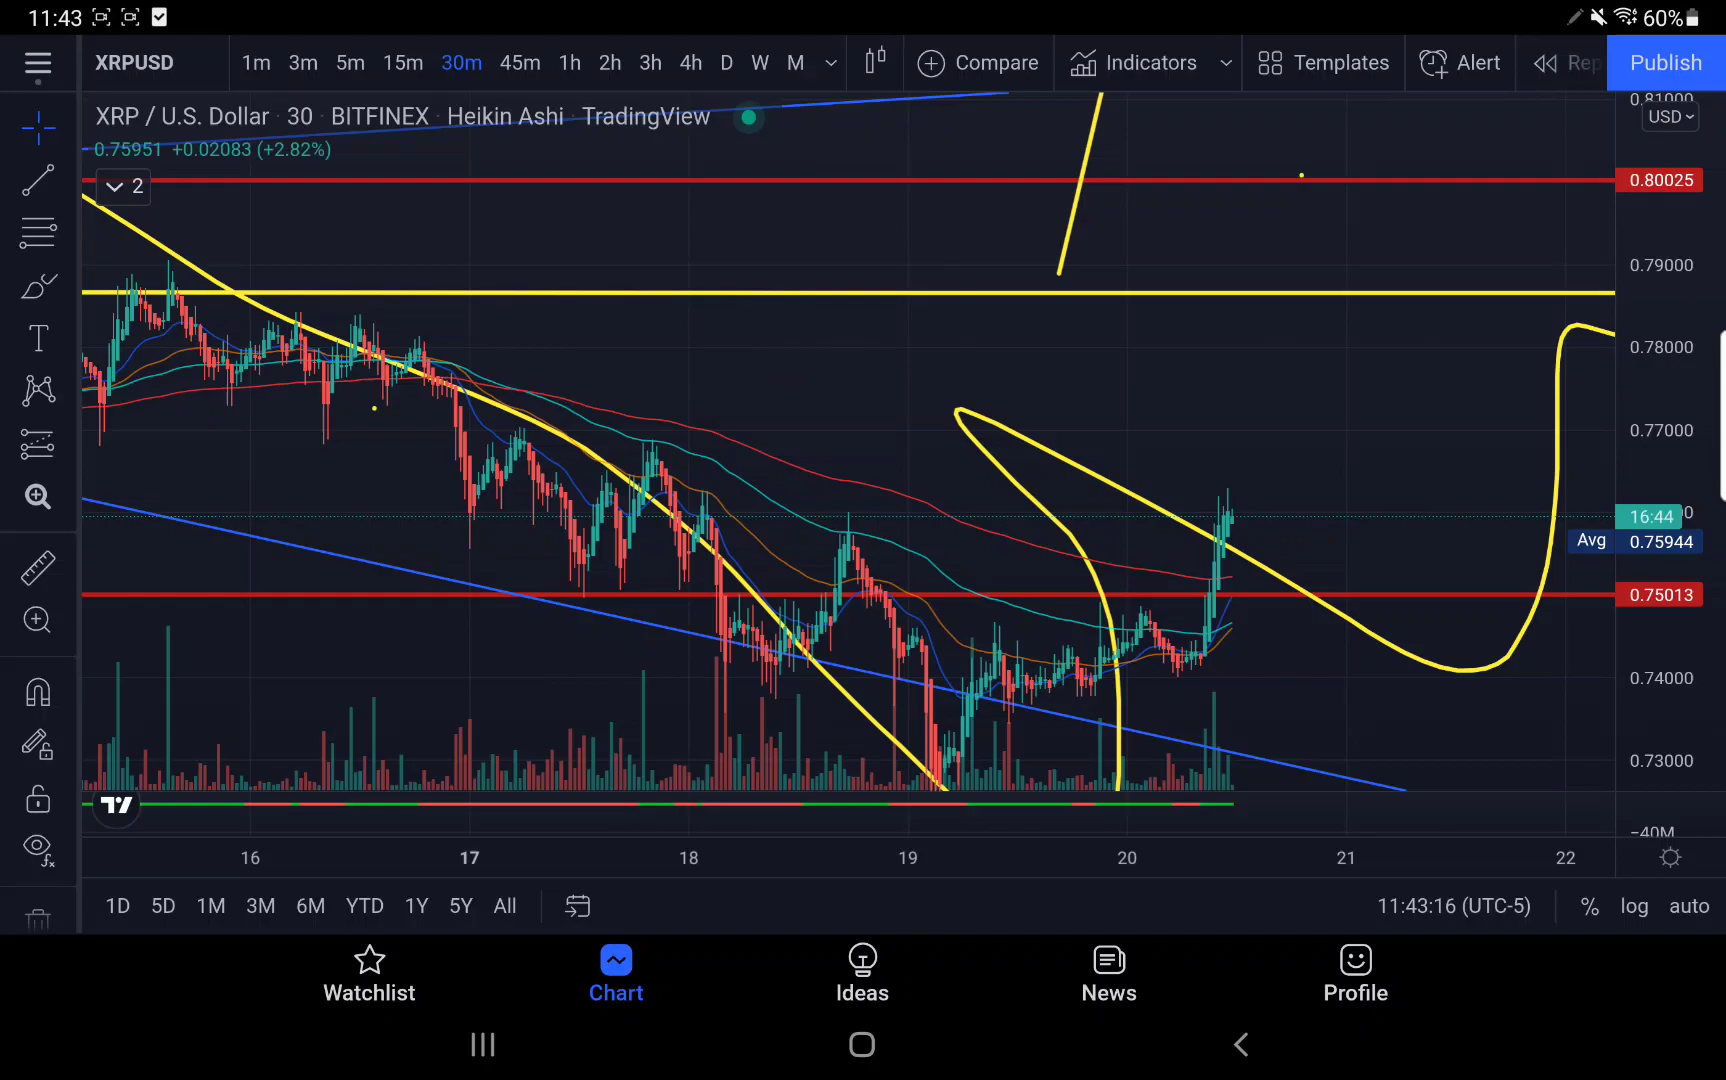 11:43 60%
XRPUSD 1m 3m 5m 15m 30m 45m 1h 2h 3h 4h D W M Compare Indicators Templates Alert Rep Publish
XRP / U.S. Dollar · 30 · BITFINEX · Heikin Ashi · TradingView
0.75951 +0.02083 (+2.82%)
2
0.81000
USD
0.80025
0.79000
0.78000
0.77000
16:44
Avg 0.75944
0.75013
0.74000
0.73000
−40M
16 17 18 19 20 21 22
1D 5D 1M 3M 6M YTD 1Y 5Y All 11:43:16 (UTC-5) % log auto
Watchlist Chart Ideas News Profile